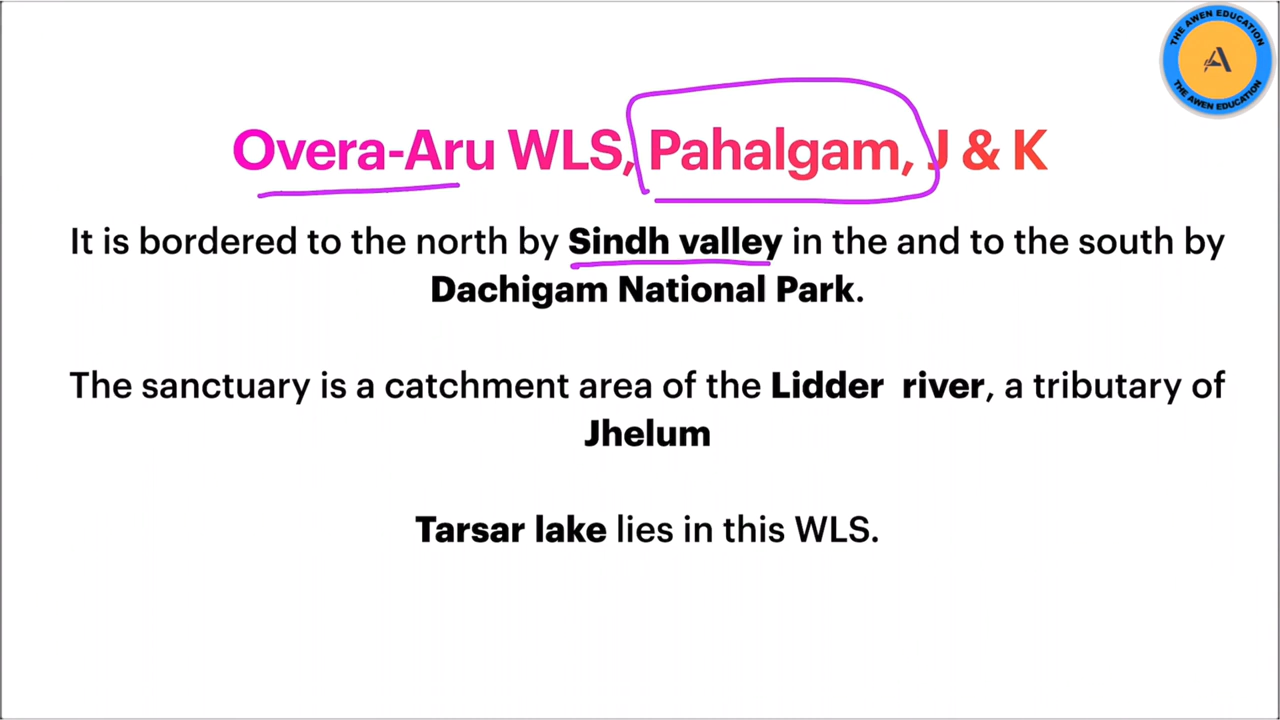 THE AWEN EDUCATION
A
THE AWEN EDUCATION
Overa-Aru WLS, Pahalgam, J & K
It is bordered to the north by Sindh valley in the and to the south by
Dachigam National Park.
The sanctuary is a catchment area of the Lidder river, a tributary of
Jhelum
Tarsar lake lies in this WLS.